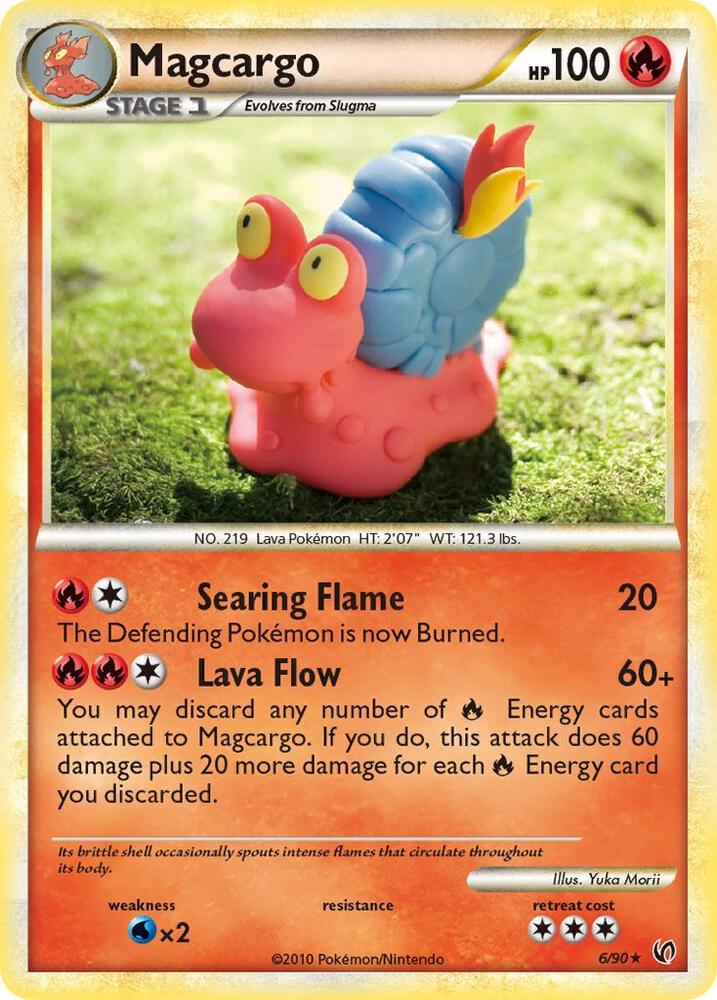 Magcargo HP 100
STAGE 1 Evolves from Slugma
NO. 219 Lava Pokémon HT: 2'07" WT: 121.3 lbs.
Searing Flame 20
The Defending Pokémon is now Burned.
Lava Flow 60+
You may discard any number of Energy cards
attached to Magcargo. If you do, this attack does 60
damage plus 20 more damage for each Energy card
you discarded.
Its brittle shell occasionally spouts intense flames that circulate throughout
its body.
Illus. Yuka Morii
weakness resistance retreat cost
×2
©2010 Pokémon/Nintendo 6/90★